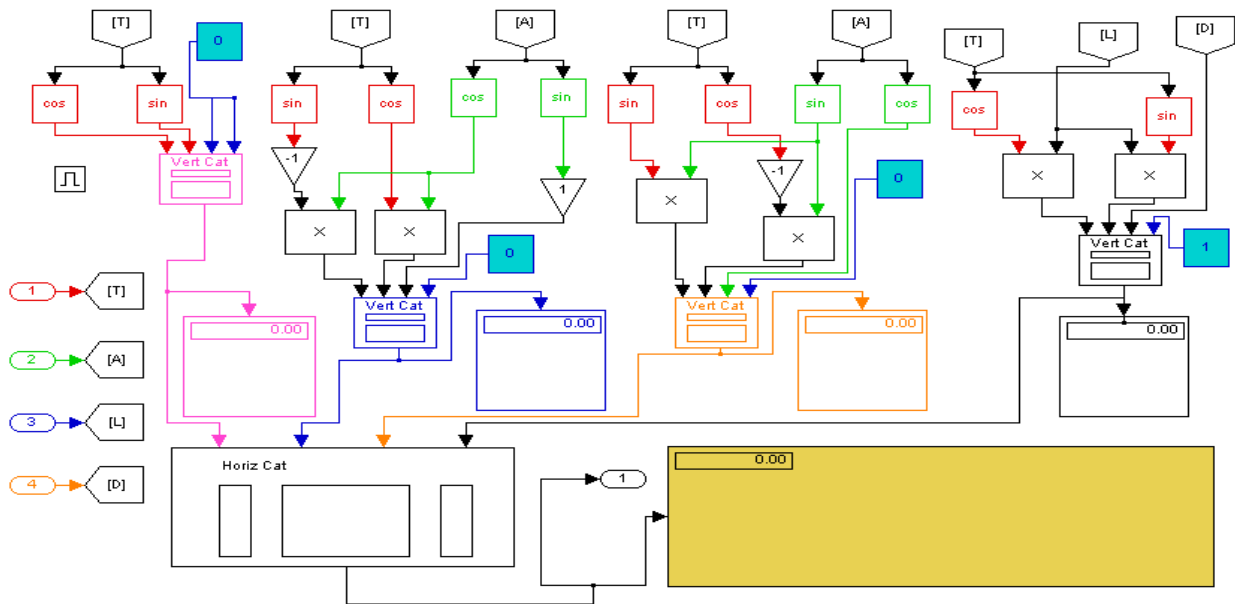 [T] [T] [A] [T] [A] [T] [L] [D]
0
cos sin sin cos cos sin sin cos sin cos cos sin
Vert Cat
-1 1 -1 0
× × × × × ×
0 Vert Cat 1
Vert Cat Vert Cat
1 [T]
0.00 0.00 0.00 0.00
2 [A]
3 [L]
Horiz Cat 0.00
4 [D] 1